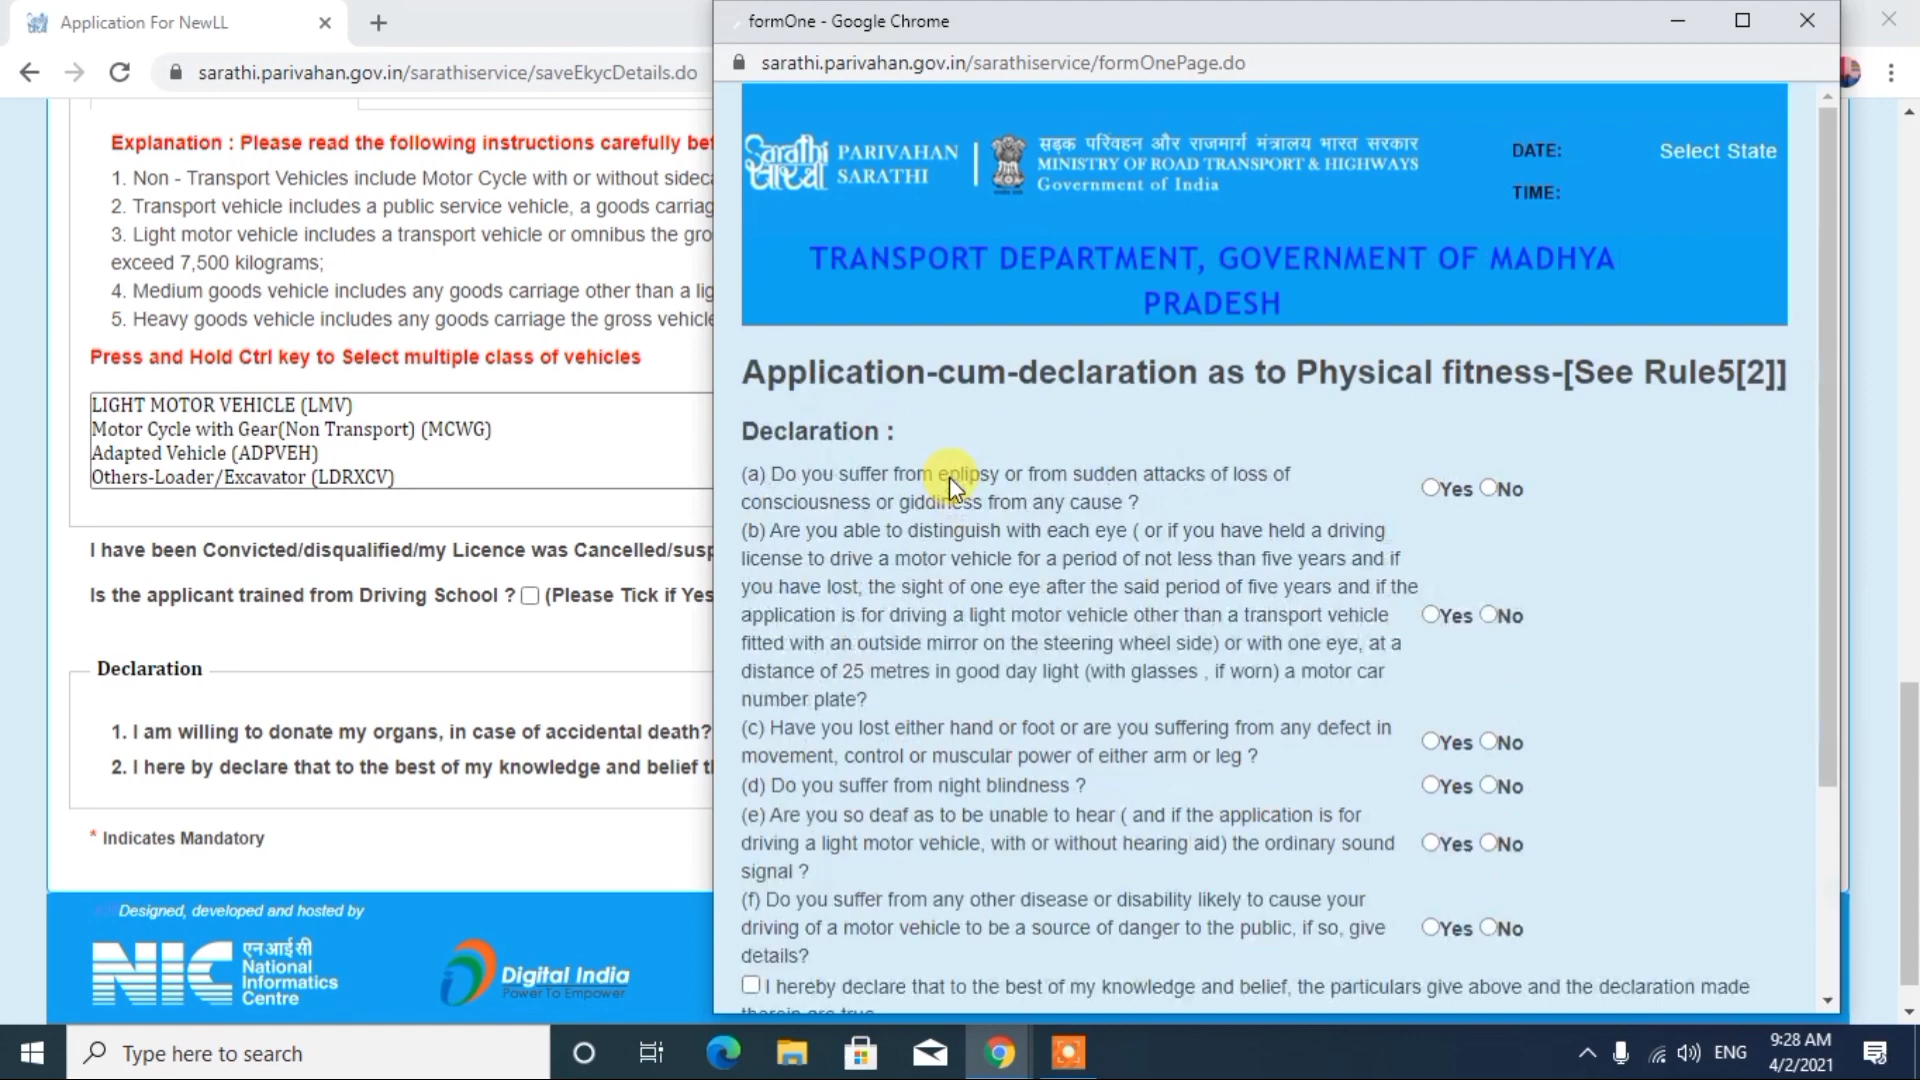 Application For NewLL
sarathi.parivahan.gov.in/sarathiservice/saveEkycDetails.do
Explanation : Please read the following instructions carefully bef
1. Non - Transport Vehicles include Motor Cycle with or without sideca
2. Transport vehicle includes a public service vehicle, a goods carriag
3. Light motor vehicle includes a transport vehicle or omnibus the gro
exceed 7,500 kilograms;
4. Medium goods vehicle includes any goods carriage other than a lig
5. Heavy goods vehicle includes any goods carriage the gross vehicle
Press and Hold Ctrl key to Select multiple class of vehicles
LIGHT MOTOR VEHICLE (LMV)
Motor Cycle with Gear(Non Transport) (MCWG)
Adapted Vehicle (ADPVEH)
Others-Loader/Excavator (LDRXCV)
I have been Convicted/disqualified/my Licence was Cancelled/susp
Is the applicant trained from Driving School ? (Please Tick if Yes
Declaration
1. I am willing to donate my organs, in case of accidental death?
2. I here by declare that to the best of my knowledge and belief t
* Indicates Mandatory
Designed, developed and hosted by
NIC
एन आई सी
National
Informatics
Centre
Digital India
Power To Empower
formOne - Google Chrome
sarathi.parivahan.gov.in/sarathiservice/formOnePage.do
Sarathi
सारथी
PARIVAHAN
SARATHI
सड़क परिवहन और राजमार्ग मंत्रालय भारत सरकार
MINISTRY OF ROAD TRANSPORT & HIGHWAYS
Government of India
DATE:
Select State
TIME:
TRANSPORT DEPARTMENT, GOVERNMENT OF MADHYA
PRADESH
Application-cum-declaration as to Physical fitness-[See Rule5[2]]
Declaration :
(a) Do you suffer from eplipsy or from sudden attacks of loss of
consciousness or giddiness from any cause ?
Yes No
(b) Are you able to distinguish with each eye ( or if you have held a driving
license to drive a motor vehicle for a period of not less than five years and if
you have lost, the sight of one eye after the said period of five years and if the
application is for driving a light motor vehicle other than a transport vehicle
fitted with an outside mirror on the steering wheel side) or with one eye, at a
distance of 25 metres in good day light (with glasses , if worn) a motor car
number plate?
Yes No
(c) Have you lost either hand or foot or are you suffering from any defect in
movement, control or muscular power of either arm or leg ?
Yes No
(d) Do you suffer from night blindness ?
Yes No
(e) Are you so deaf as to be unable to hear ( and if the application is for
driving a light motor vehicle, with or without hearing aid) the ordinary sound
signal ?
Yes No
(f) Do you suffer from any other disease or disability likely to cause your
driving of a motor vehicle to be a source of danger to the public, if so, give
details?
Yes No
I hereby declare that to the best of my knowledge and belief, the particulars give above and the declaration made
therein are true
Type here to search
ENG
9:28 AM
4/2/2021